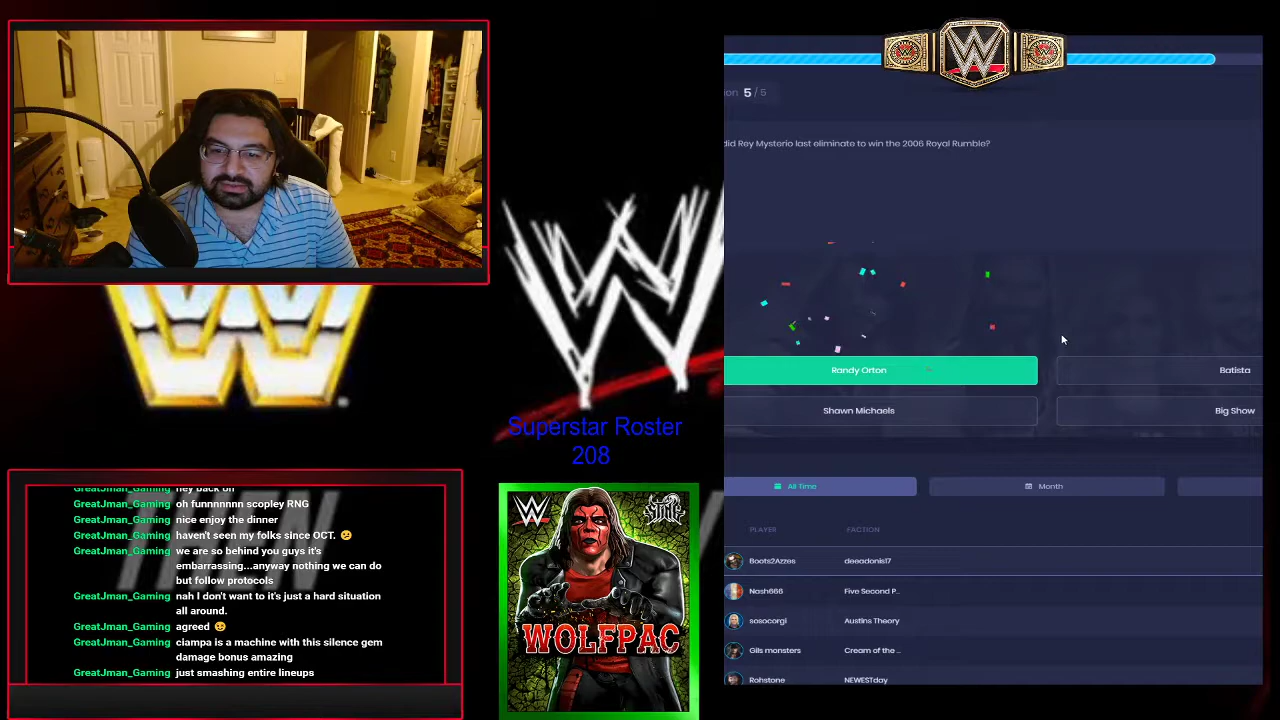 ion 5 / 5
did Rey Mysterio last eliminate to win the 2006 Royal Rumble?
Randy Orton
Batista
Shawn Michaels
Big Show
Superstar Roster
208
All Time
Month
PLAYER FACTION
Boots2Azzes deeadonis17
Nash666 Five Second P..
sosocorgi Austins Theory
Gils monsters Cream of the ...
Rohstone NEWESTday
GreatJman_Gaming hey back on
GreatJman_Gaming oh funnnnnnn scopley RNG
GreatJman_Gaming nice enjoy the dinner
GreatJman_Gaming haven't seen my folks since OCT. 😕
GreatJman_Gaming we are so behind you guys it's
embarrassing...anyway nothing we can do
but follow protocols
GreatJman_Gaming nah I don't want to it's just a hard situation
all around.
GreatJman_Gaming agreed 😉
GreatJman_Gaming ciampa is a machine with this silence gem
damage bonus amazing
GreatJman_Gaming just smashing entire lineups
WOLFPAC